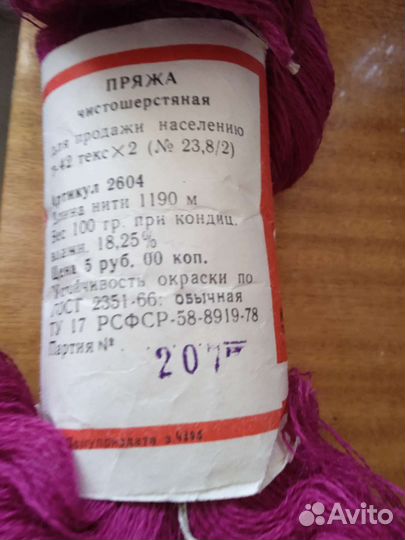 ПРЯЖА
чистошерстяная
для продажи населению
т.42 текс×2 (№ 23,8/2)
Артикул 2604
Длина нити 1190 м
Вес 100 гр. при кондиц.
влажн. 18,25%
Цена 5 руб. 00 коп.
Устойчивость окраски по
ГОСТ 2351-66: обычная
ТУ 17 РСФСР-58-8919-78
Партия №
207
Avito